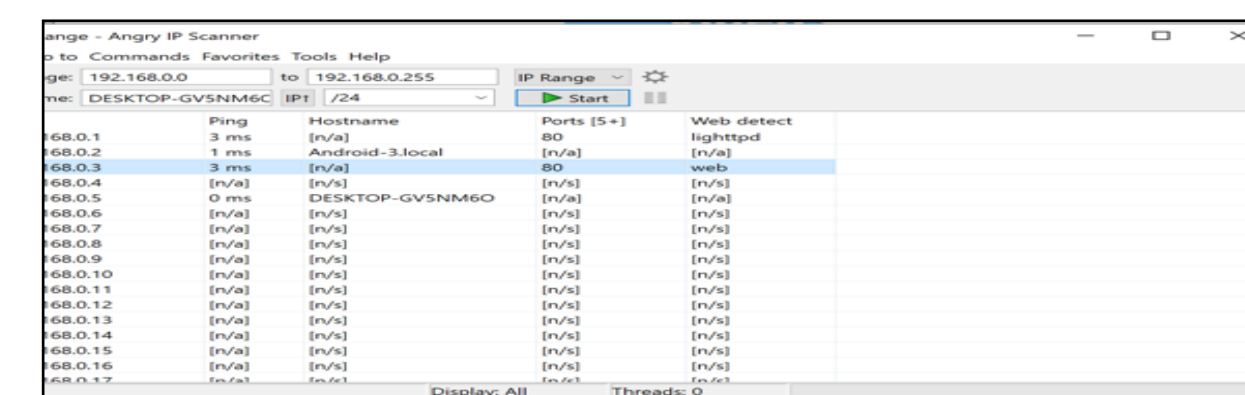 ange - Angry IP Scanner
o to Commands Favorites Tools Help
ge: 192.168.0.0 to 192.168.0.255 IP Range
me: DESKTOP-GV5NM6C IP↑ /24 Start
Ping Hostname Ports [5+] Web detect
168.0.1 3 ms [n/a] 80 lighttpd
168.0.2 1 ms Android-3.local [n/a] [n/a]
168.0.3 3 ms [n/a] 80 web
168.0.4 [n/a] [n/s] [n/s] [n/s]
168.0.5 0 ms DESKTOP-GV5NM6O [n/a] [n/a]
168.0.6 [n/a] [n/s] [n/s] [n/s]
168.0.7 [n/a] [n/s] [n/s] [n/s]
168.0.8 [n/a] [n/s] [n/s] [n/s]
168.0.9 [n/a] [n/s] [n/s] [n/s]
168.0.10 [n/a] [n/s] [n/s] [n/s]
168.0.11 [n/a] [n/s] [n/s] [n/s]
168.0.12 [n/a] [n/s] [n/s] [n/s]
168.0.13 [n/a] [n/s] [n/s] [n/s]
168.0.14 [n/a] [n/s] [n/s] [n/s]
168.0.15 [n/a] [n/s] [n/s] [n/s]
168.0.16 [n/a] [n/s] [n/s] [n/s]
168.0.17 [n/a] [n/s] [n/s] [n/s]
Display: All Threads: 0